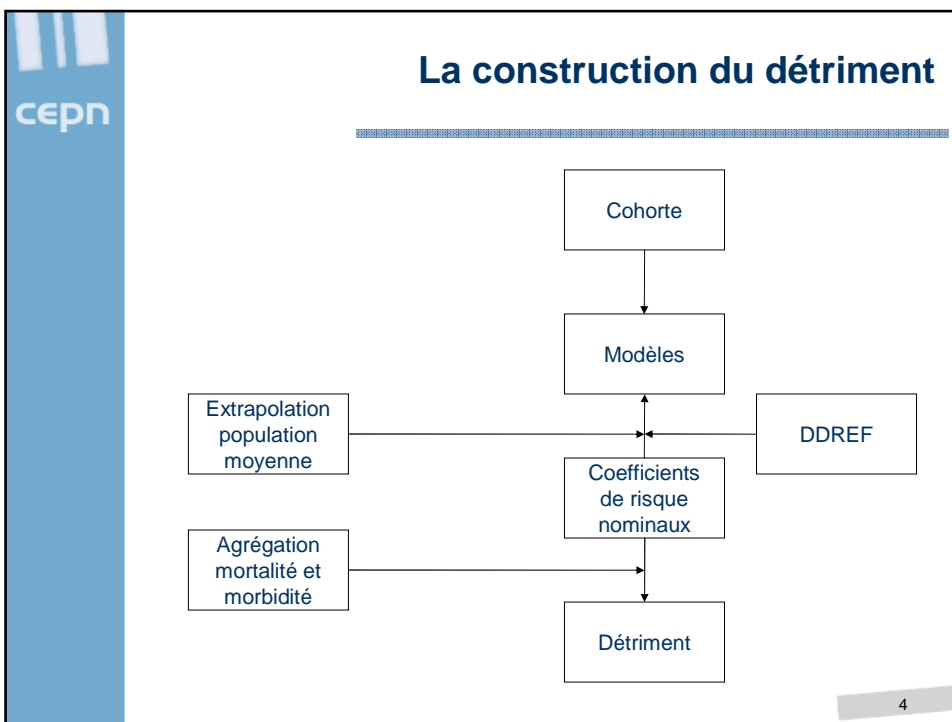 cepn
La construction du détriment
Cohorte
Modèles
Extrapolation
population
moyenne
DDREF
Coefficients
de risque
nominaux
Agrégation
mortalité et
morbidité
Détriment
4